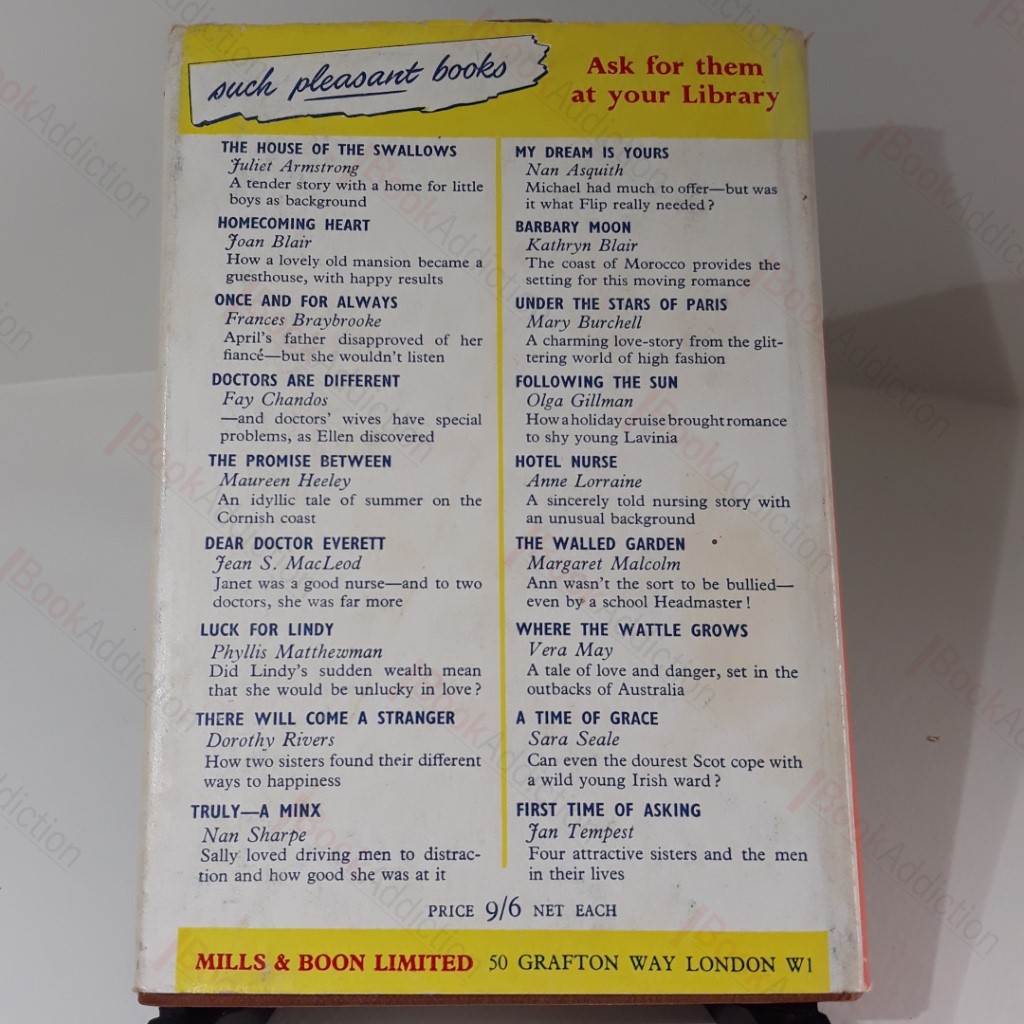 such pleasant books
Ask for them
at your Library
THE HOUSE OF THE SWALLOWS
Juliet Armstrong
A tender story with a home for little
boys as background
HOMECOMING HEART
Joan Blair
How a lovely old mansion became a
guesthouse, with happy results
ONCE AND FOR ALWAYS
Frances Braybrooke
April's father disapproved of her
fiancé—but she wouldn't listen
DOCTORS ARE DIFFERENT
Fay Chandos
—and doctors' wives have special
problems, as Ellen discovered
THE PROMISE BETWEEN
Maureen Heeley
An idyllic tale of summer on the
Cornish coast
DEAR DOCTOR EVERETT
Jean S. MacLeod
Janet was a good nurse—and to two
doctors, she was far more
LUCK FOR LINDY
Phyllis Matthewman
Did Lindy's sudden wealth mean
that she would be unlucky in love?
THERE WILL COME A STRANGER
Dorothy Rivers
How two sisters found their different
ways to happiness
TRULY—A MINX
Nan Sharpe
Sally loved driving men to distrac-
tion and how good she was at it
MY DREAM IS YOURS
Nan Asquith
Michael had much to offer—but was
it what Flip really needed?
BARBARY MOON
Kathryn Blair
The coast of Morocco provides the
setting for this moving romance
UNDER THE STARS OF PARIS
Mary Burchell
A charming love-story from the glit-
tering world of high fashion
FOLLOWING THE SUN
Olga Gillman
How a holiday cruise brought romance
to shy young Lavinia
HOTEL NURSE
Anne Lorraine
A sincerely told nursing story with
an unusual background
THE WALLED GARDEN
Margaret Malcolm
Ann wasn't the sort to be bullied—
even by a school Headmaster!
WHERE THE WATTLE GROWS
Vera May
A tale of love and danger, set in the
outbacks of Australia
A TIME OF GRACE
Sara Seale
Can even the dourest Scot cope with
a wild young Irish ward?
FIRST TIME OF ASKING
Jan Tempest
Four attractive sisters and the men
in their lives
PRICE 9/6 NET EACH
MILLS & BOON LIMITED 50 GRAFTON WAY LONDON W1
BookAddiction